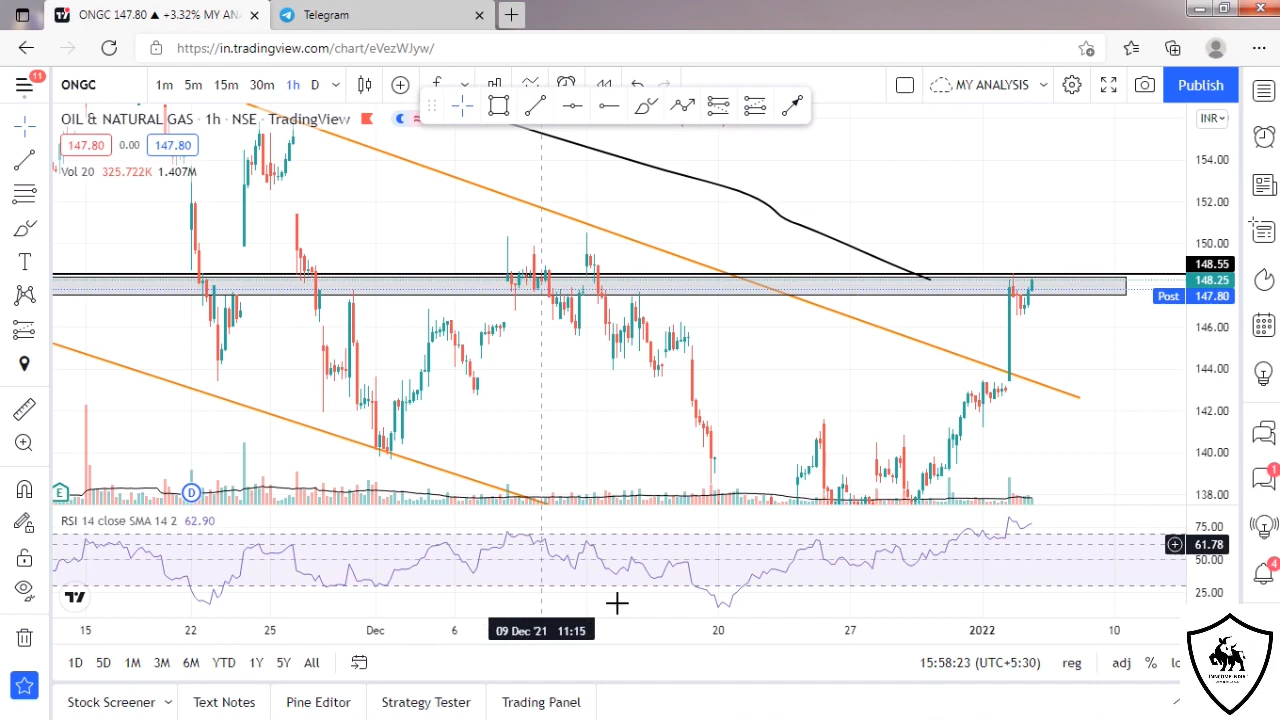 ONGC 147.80 ▲ +3.32% MY ANA
Telegram
https://in.tradingview.com/chart/eVezWJyw/
11
ONGC 1m 5m 15m 30m 1h D MY ANALYSIS Publish
OIL & NATURAL GAS · 1h · NSE TradingView
INR
147.80 0.00 147.80
Vol 20 325.722K 1.407M
154.00
152.00
150.00
148.55
148.25
Post 147.80
146.00
144.00
142.00
140.00
138.00
E
D
RSI 14 close SMA 14 2 62.90
75.00
61.78
50.00
25.00
1
4
15 22 25 Dec 6 09 Dec '21 11:15 20 27 2022 10
1D 5D 1M 3M 6M YTD 1Y 5Y All 15:58:23 (UTC+5:30) reg adj % lo
Stock Screener Text Notes Pine Editor Strategy Tester Trading Panel